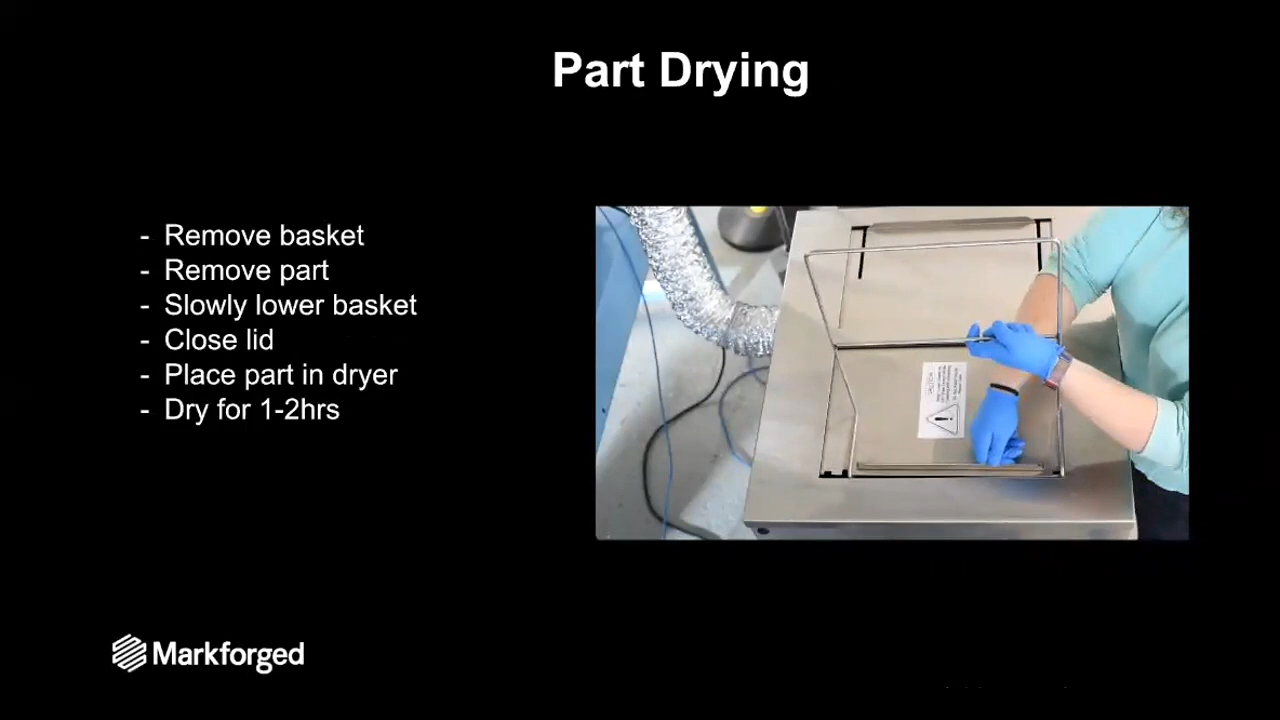 Part Drying
- Remove basket
- Remove part
- Slowly lower basket
- Close lid
- Place part in dryer
- Dry for 1-2hrs
Markforged